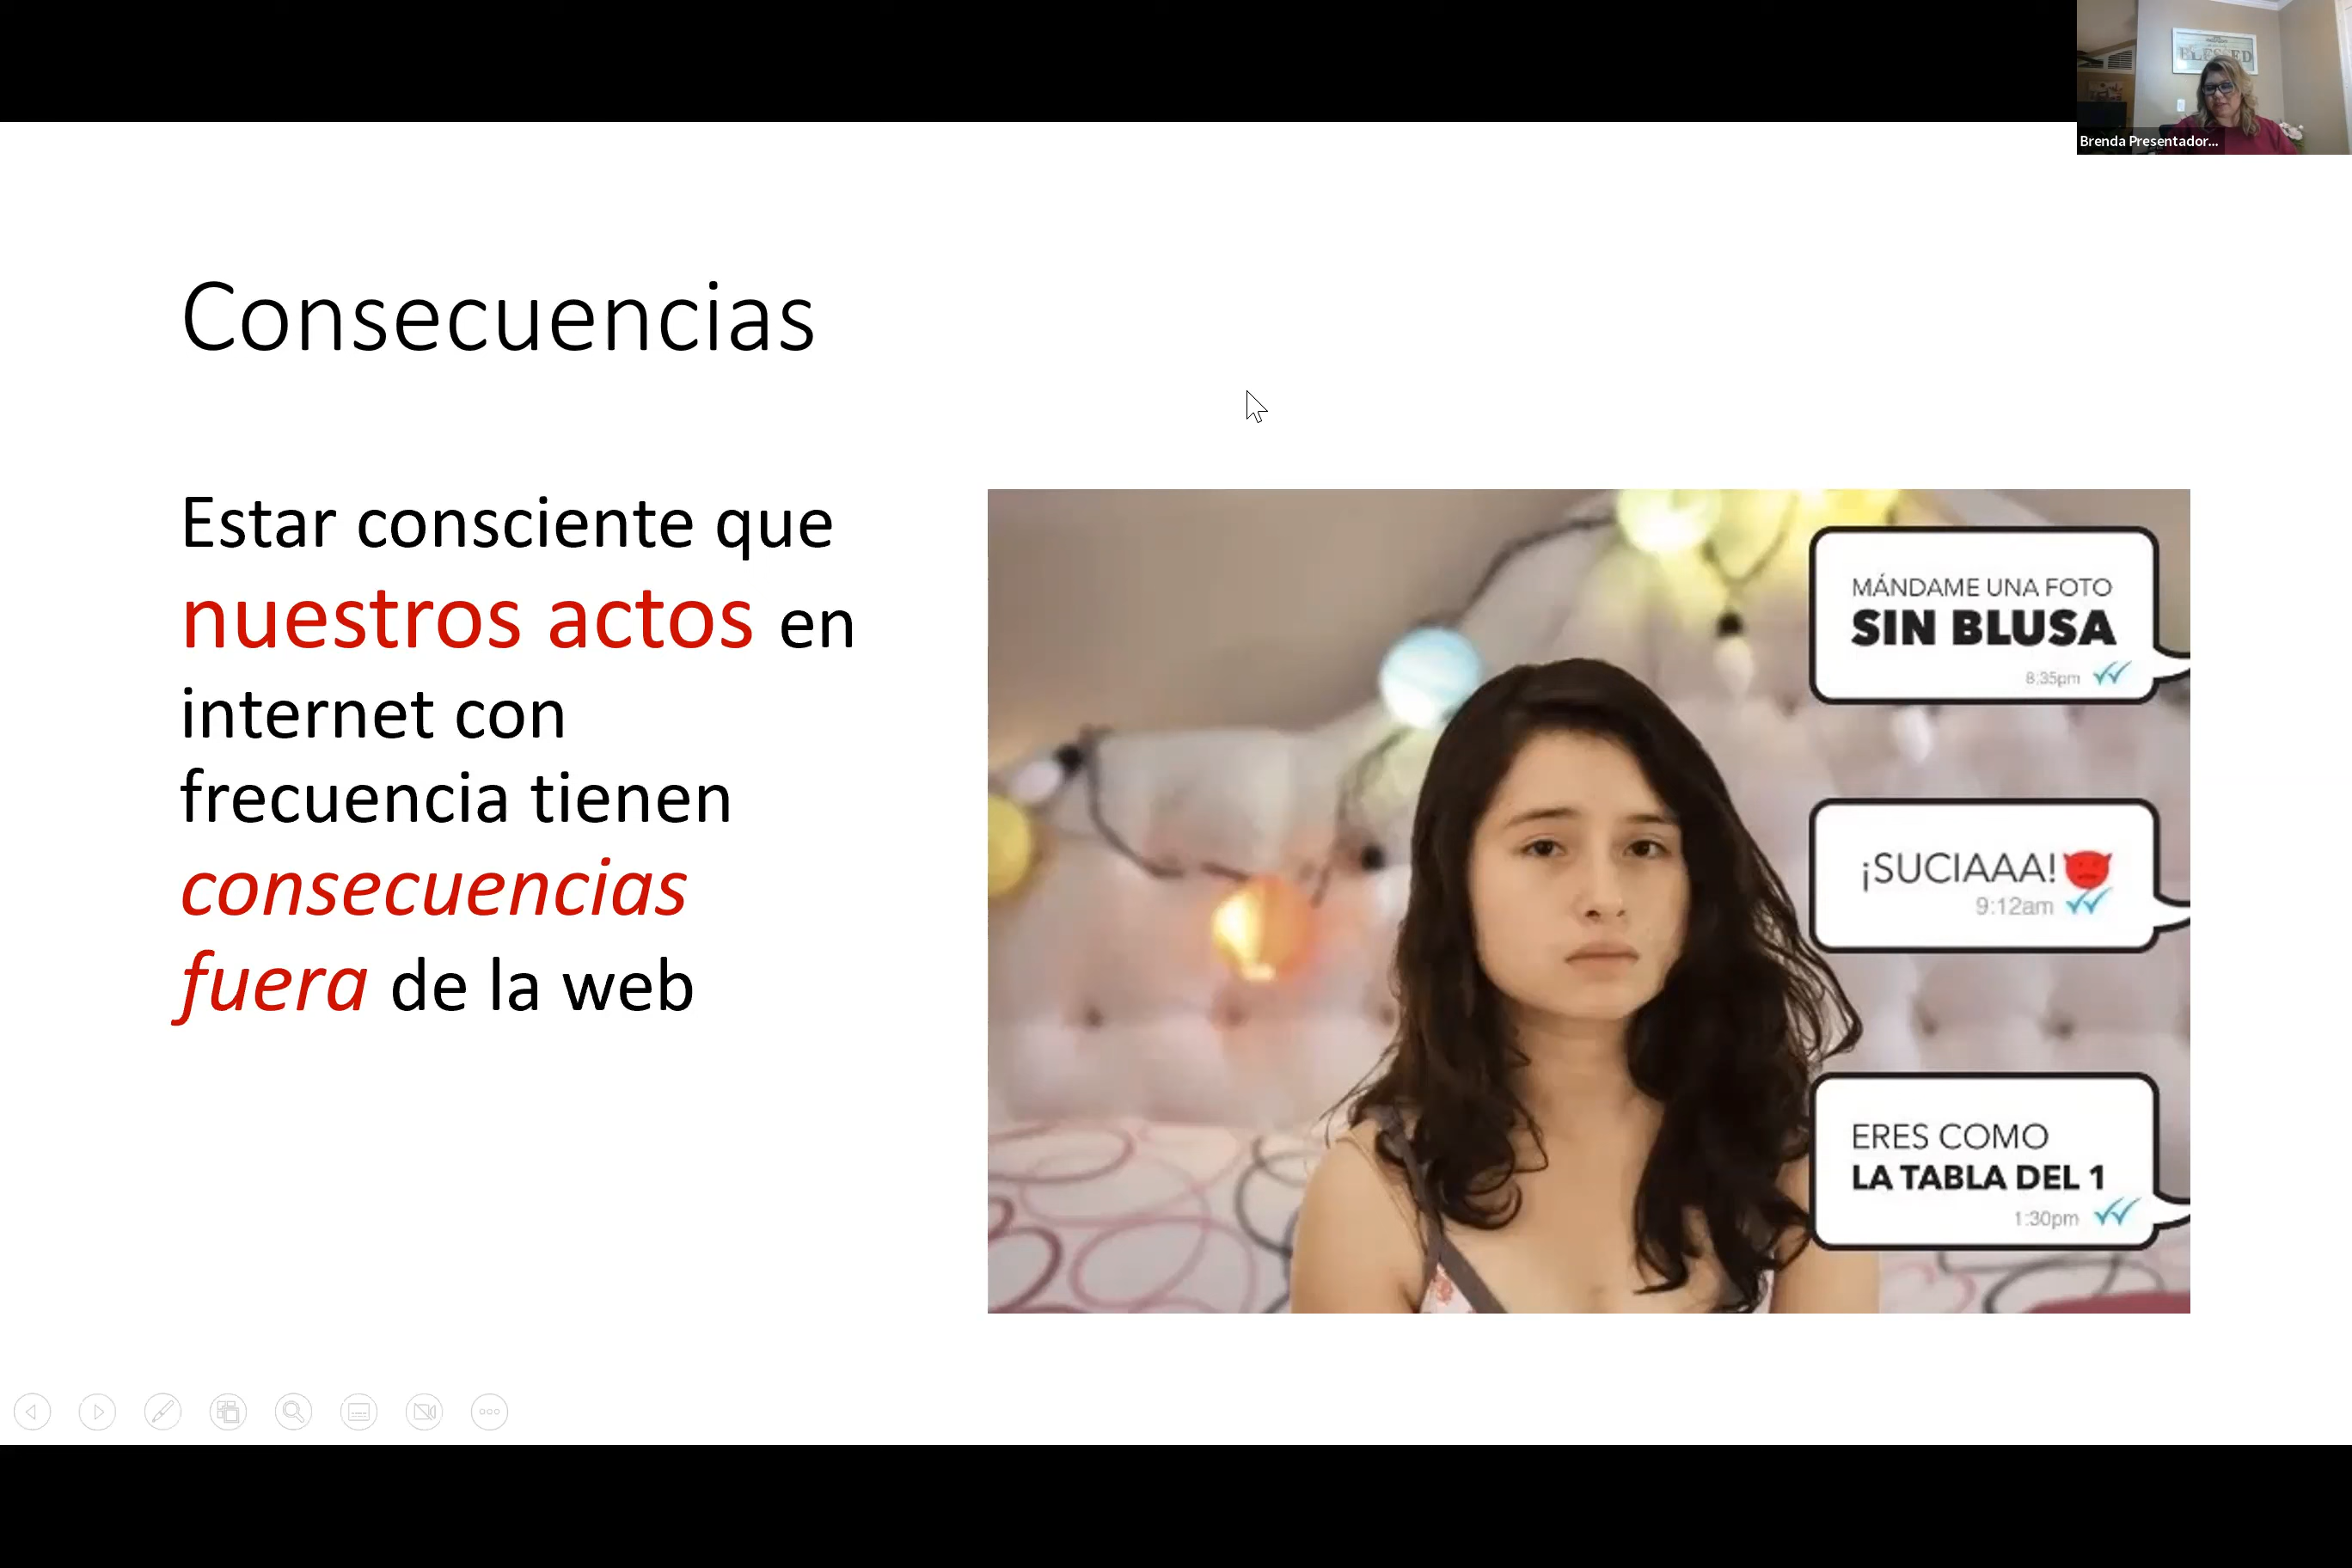 BLESSED
Brenda Presentador...
Consecuencias
Estar consciente que
nuestros actos en
internet con
frecuencia tienen
consecuencias
fuera de la web
MÁNDAME UNA FOTO
SIN BLUSA
8:35pm
¡SUCIAAA!
9:12am
ERES COMO
LA TABLA DEL 1
1:30pm